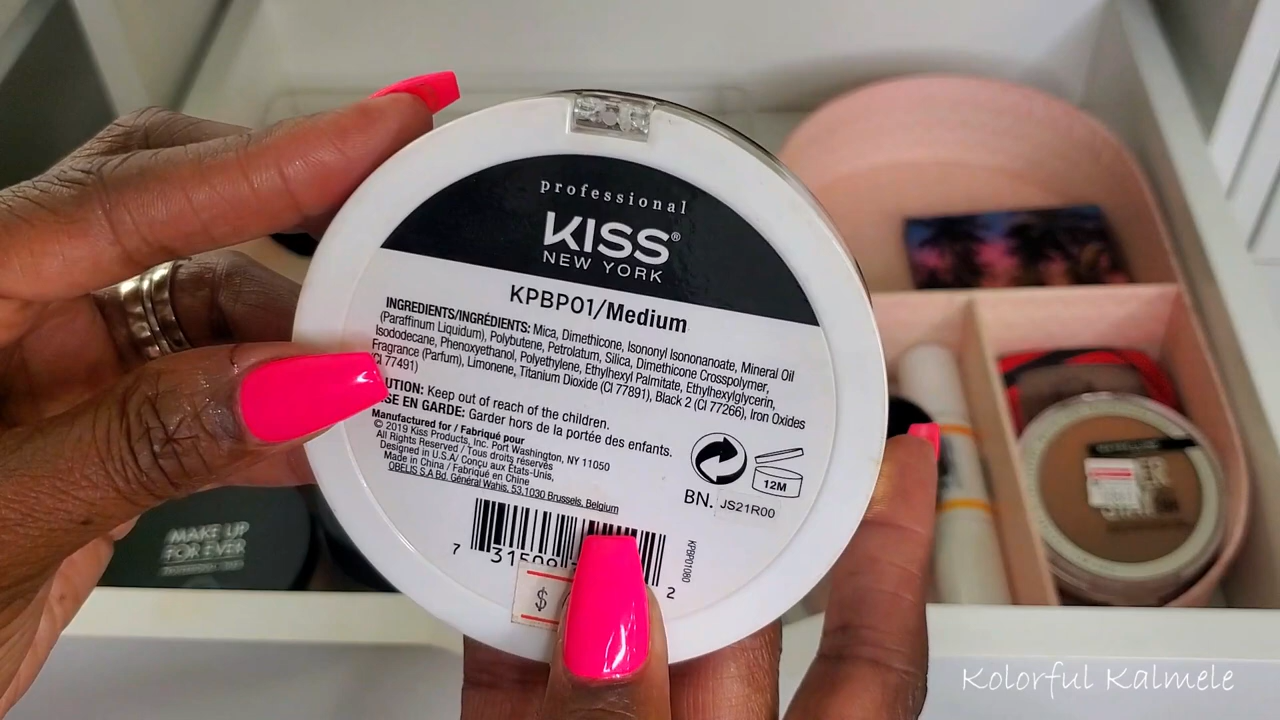 professional
KISS®
NEW YORK
KPBP01/Medium
INGREDIENTS/INGRÉDIENTS: Mica, Dimethicone, Isononyl Isononanoate, Mineral Oil
(Paraffinum Liquidum), Polybutene, Petrolatum, Silica, Dimethicone Crosspolymer,
Isododecane, Phenoxyethanol, Polyethylene, Ethylhexyl Palmitate, Ethylhexylglycerin,
Fragrance (Parfum), Limonene, Titanium Dioxide (CI 77891), Black 2 (CI 77266), Iron Oxides
(CI 77491)
UTION: Keep out of reach of the children.
SE EN GARDE: Garder hors de la portée des enfants.
Manufactured for / Fabriqué pour
© 2019 Kiss Products, Inc. Port Washington, NY 11050
All Rights Reserved / Tous droits réservés
Designed in U.S.A/ Conçu aux États-Unis,
Made in China / Fabriqué en Chine
OBELIS S.A Bd. Général Wahis, 53,1030 Brussels, Belgium
12M
BN. JS21R00
KPBP01080
7 31509 2
$
MAKE UP
FOR EVER
PROFESSIONAL
Kolorful Kalmele